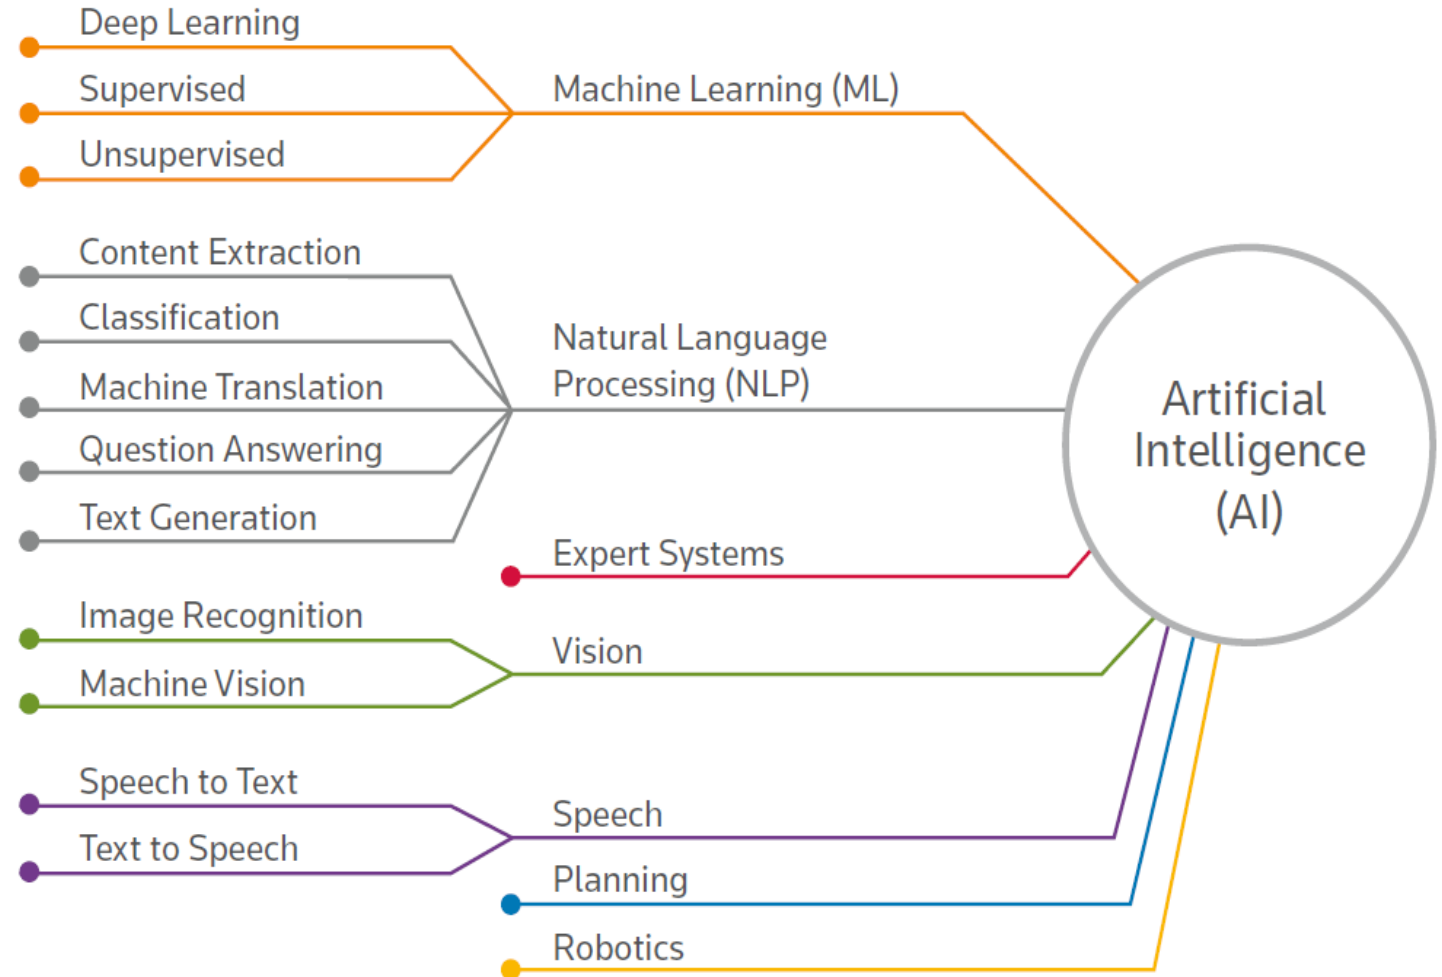 Deep Learning
Supervised
Unsupervised
Machine Learning (ML)
Content Extraction
Classification
Machine Translation
Question Answering
Text Generation
Natural Language
Processing (NLP)
Expert Systems
Image Recognition
Machine Vision
Vision
Speech to Text
Text to Speech
Speech
Planning
Robotics
Artificial
Intelligence
(AI)